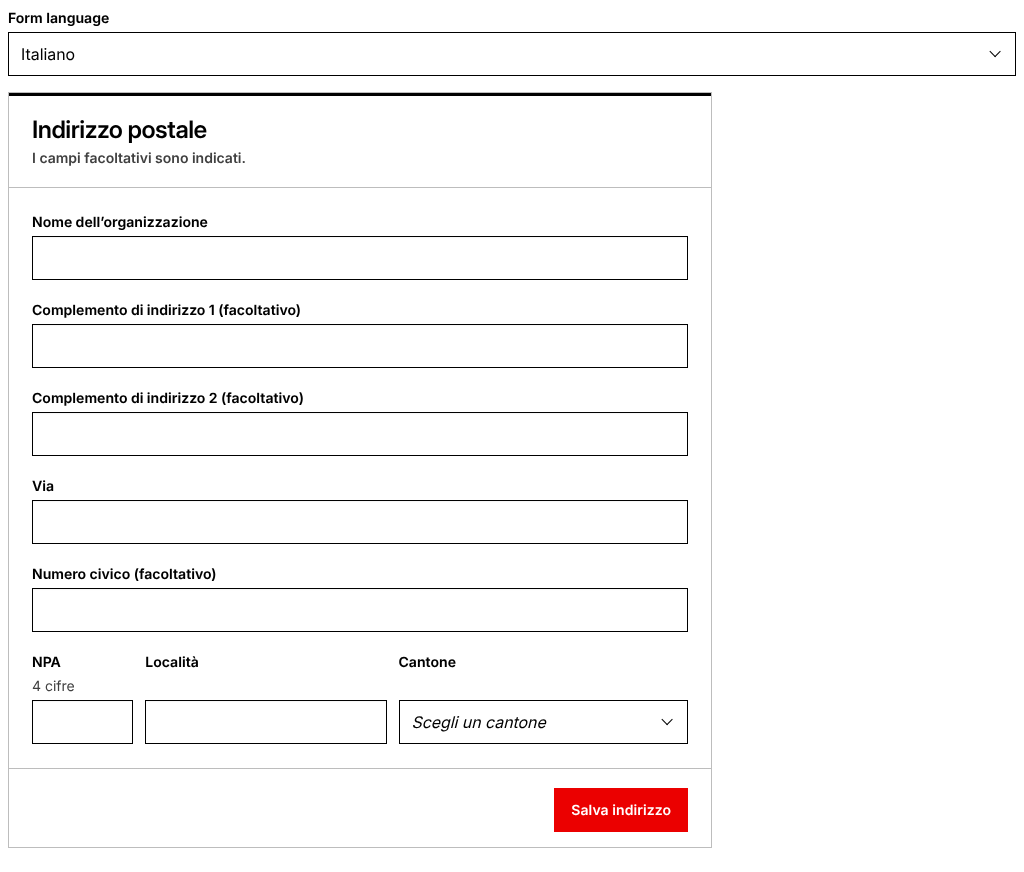 Form language
Italiano
Indirizzo postale
I campi facoltativi sono indicati.
Nome dell’organizzazione
Complemento di indirizzo 1 (facoltativo)
Complemento di indirizzo 2 (facoltativo)
Via
Numero civico (facoltativo)
NPA Località Cantone
4 cifre
Scegli un cantone
Salva indirizzo